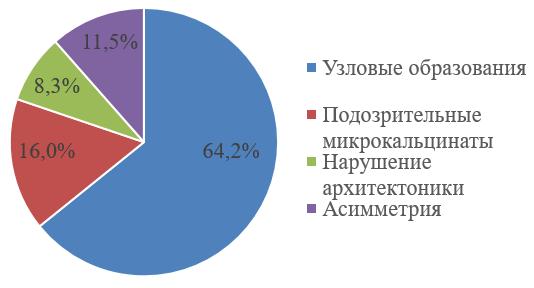 11,5%
8,3%
16,0%
64,2%
Узловые образования
Подозрительные
микрокальцинаты
Нарушение
архитектоники
Асимметрия